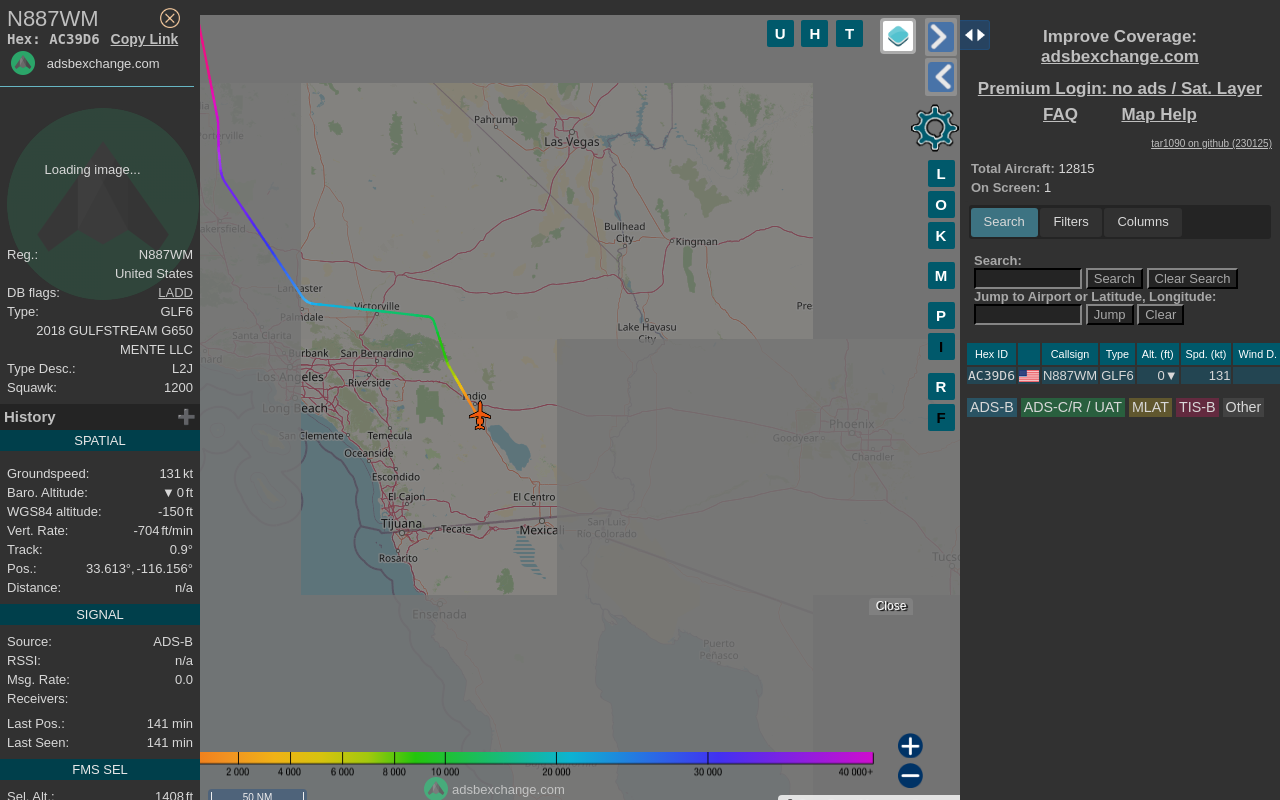 N887WM
Hex: AC39D6 Copy Link
adsbexchange.com
Loading image...
Reg.: N887WM
United States
DB flags: LADD
Type: GLF6
2018 GULFSTREAM G650
MENTE LLC
Type Desc.: L2J
Squawk: 1200
History
SPATIAL
Groundspeed: 131 kt
Baro. Altitude: ▼ 0 ft
WGS84 altitude: -150 ft
Vert. Rate: -704 ft/min
Track: 0.9°
Pos.: 33.613°, -116.156°
Distance: n/a
SIGNAL
Source: ADS-B
RSSI: n/a
Msg. Rate: 0.0
Receivers:
Last Pos.: 141 min
Last Seen: 141 min
FMS SEL
Sel. Alt.: 1408 ft
U H T
L
O
K
M
P
I
R
F
Porterville
Pahrump
Las Vegas
Bullhead
City
Kingman
Lancaster
Victorville
Palmdale
Santa Clarita
Lake Havasu
City
Pre
Burbank
San Bernardino
Los Angeles
Riverside
Indio
Long Beach
San Clemente
Temecula
Oceanside
Escondido
El Cajon
El Centro
Tijuana
Tecate
Mexicali
San Luis
Río Colorado
Rosarito
Ensenada
Phoenix
Goodyear
Chandler
Tucso
Puerto
Peñasco
Close
2 000 4 000 6 000 8 000 10 000 20 000 30 000 40 000+
adsbexchange.com
50 NM
Improve Coverage:
adsbexchange.com
Premium Login: no ads / Sat. Layer
FAQ Map Help
tar1090 on github (230125)
Total Aircraft: 12815
On Screen: 1
Search Filters Columns
Search:
Search Clear Search
Jump to Airport or Latitude, Longitude:
Jump Clear
Hex ID Callsign Type Alt. (ft) Spd. (kt) Wind D.
AC39D6 N887WM GLF6 0▼ 131
ADS-B ADS-C/R / UAT MLAT TIS-B Other